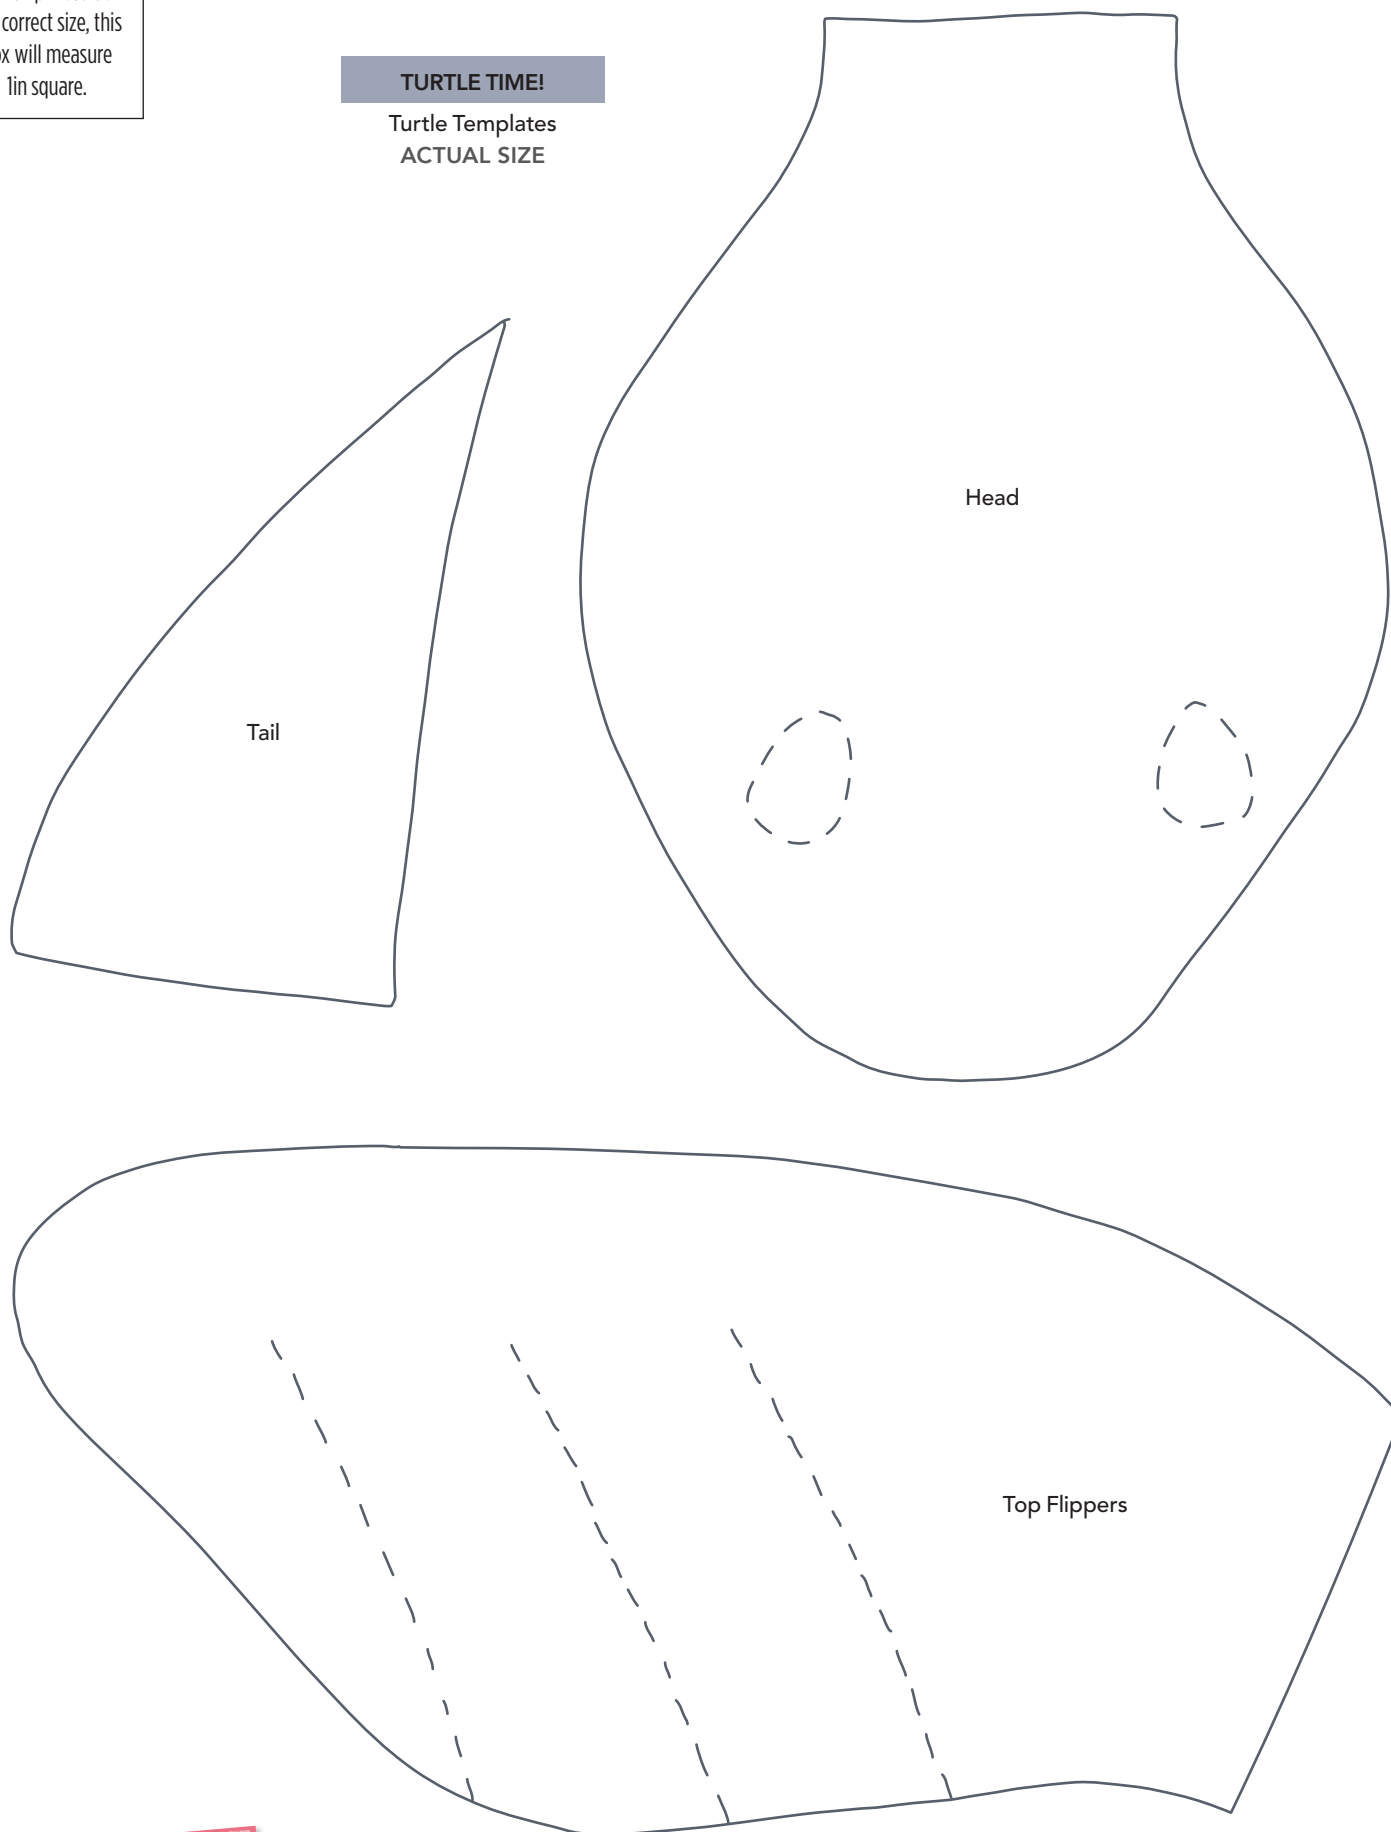 correct size, this
will measure
1in square.
TURTLE TIME!
Turtle Templates
ACTUAL SIZE
Head
Tail
Top Flippers